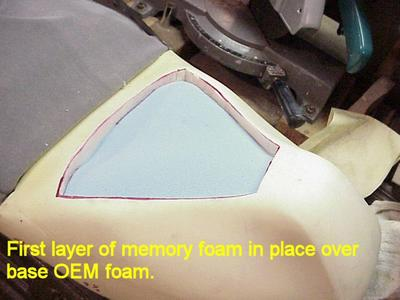 First layer of memory foam in place over
base OEM foam.